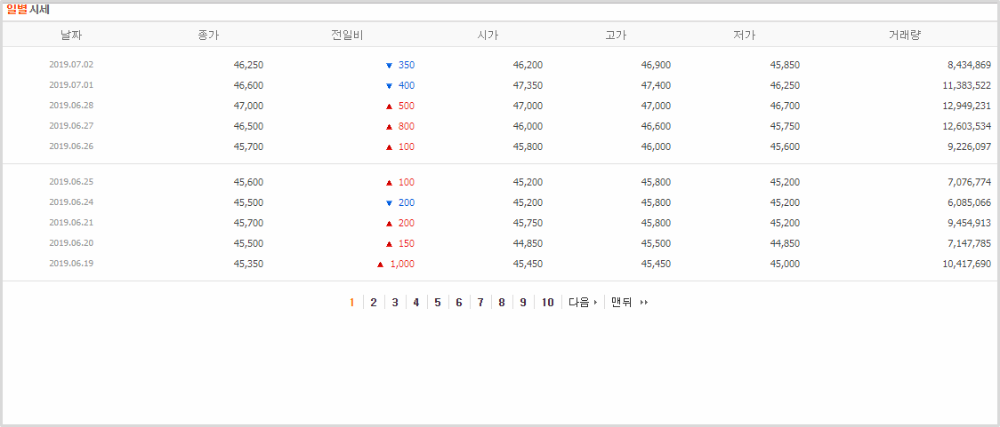 일별 시세
날짜 종가 전일비 시가 고가 저가 거래량
2019.07.02 46,250 ▼ 350 46,200 46,900 45,850 8,434,869
2019.07.01 46,600 ▼ 400 47,350 47,400 46,250 11,383,522
2019.06.28 47,000 ▲ 500 47,000 47,000 46,700 12,949,231
2019.06.27 46,500 ▲ 800 46,000 46,600 45,750 12,603,534
2019.06.26 45,700 ▲ 100 45,800 46,000 45,600 9,226,097
2019.06.25 45,600 ▲ 100 45,200 45,800 45,200 7,076,774
2019.06.24 45,500 ▼ 200 45,200 45,800 45,200 6,085,066
2019.06.21 45,700 ▲ 200 45,750 45,800 45,200 9,454,913
2019.06.20 45,500 ▲ 150 44,850 45,500 44,850 7,147,785
2019.06.19 45,350 ▲ 1,000 45,450 45,450 45,000 10,417,690
1 2 3 4 5 6 7 8 9 10 다음 맨뒤